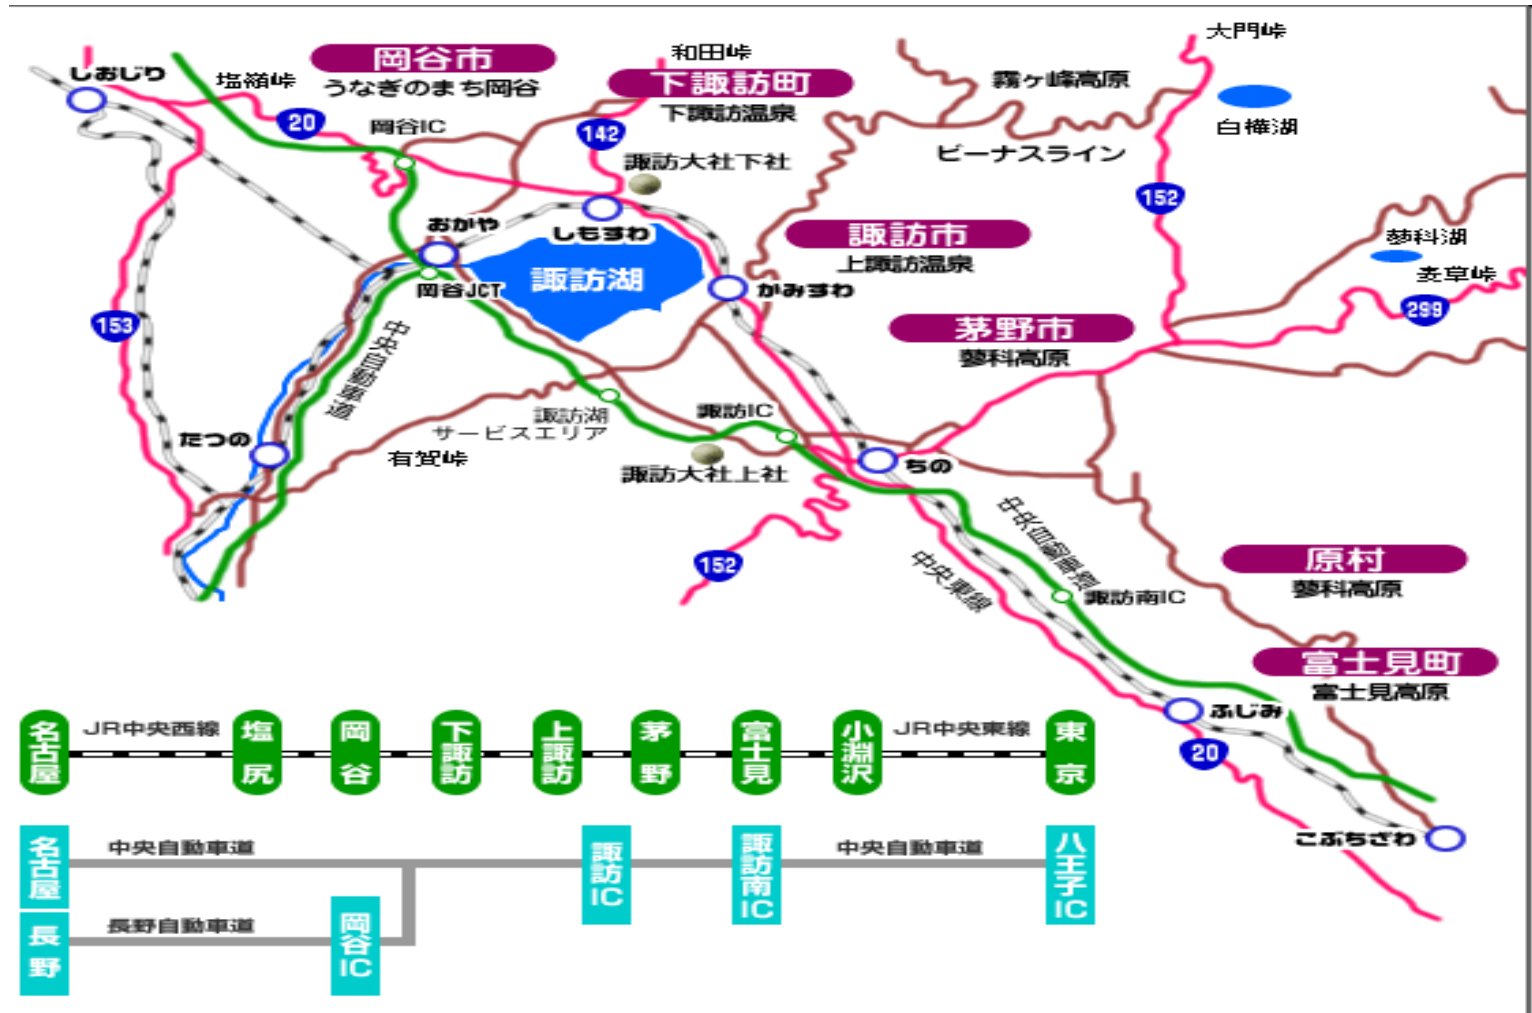 大門峠
和田峠
岡谷市
しおじり
塩嶺峠
うなぎのまち岡谷
下諏訪町
霧ヶ峰高原
下諏訪温泉
20
岡谷IC
142
白樺湖
ビーナスライン
諏訪大社下社
152
おかや
しもすわ
諏訪市
上諏訪温泉
蓼科湖
麦草峠
諏訪湖
岡谷JCT
かみすわ
299
153
茅野市
蓼科高原
中央自動車道
諏訪湖
サービスエリア
諏訪IC
たつの
有賀峠
諏訪大社上社
ちの
152
中央自動車道
中央東線
原村
蓼科高原
諏訪南IC
富士見町
富士見高原
ふじみ
20
こぶちざわ
名古屋
JR中央西線
塩尻
岡谷
下諏訪
上諏訪
茅野
富士見
小淵沢
JR中央東線
東京
名古屋
中央自動車道
諏訪IC
諏訪南IC
中央自動車道
八王子IC
長野
長野自動車道
岡谷IC